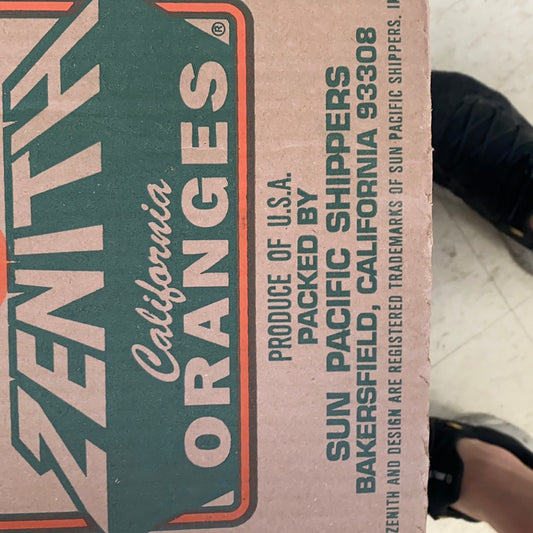 ZENITH
California
ORANGES®
PRODUCE OF U.S.A.
PACKED BY
SUN PACIFIC SHIPPERS
BAKERSFIELD, CALIFORNIA 93308
ZENITH AND DESIGN ARE REGISTERED TRADEMARKS OF SUN PACIFIC SHIPPERS,